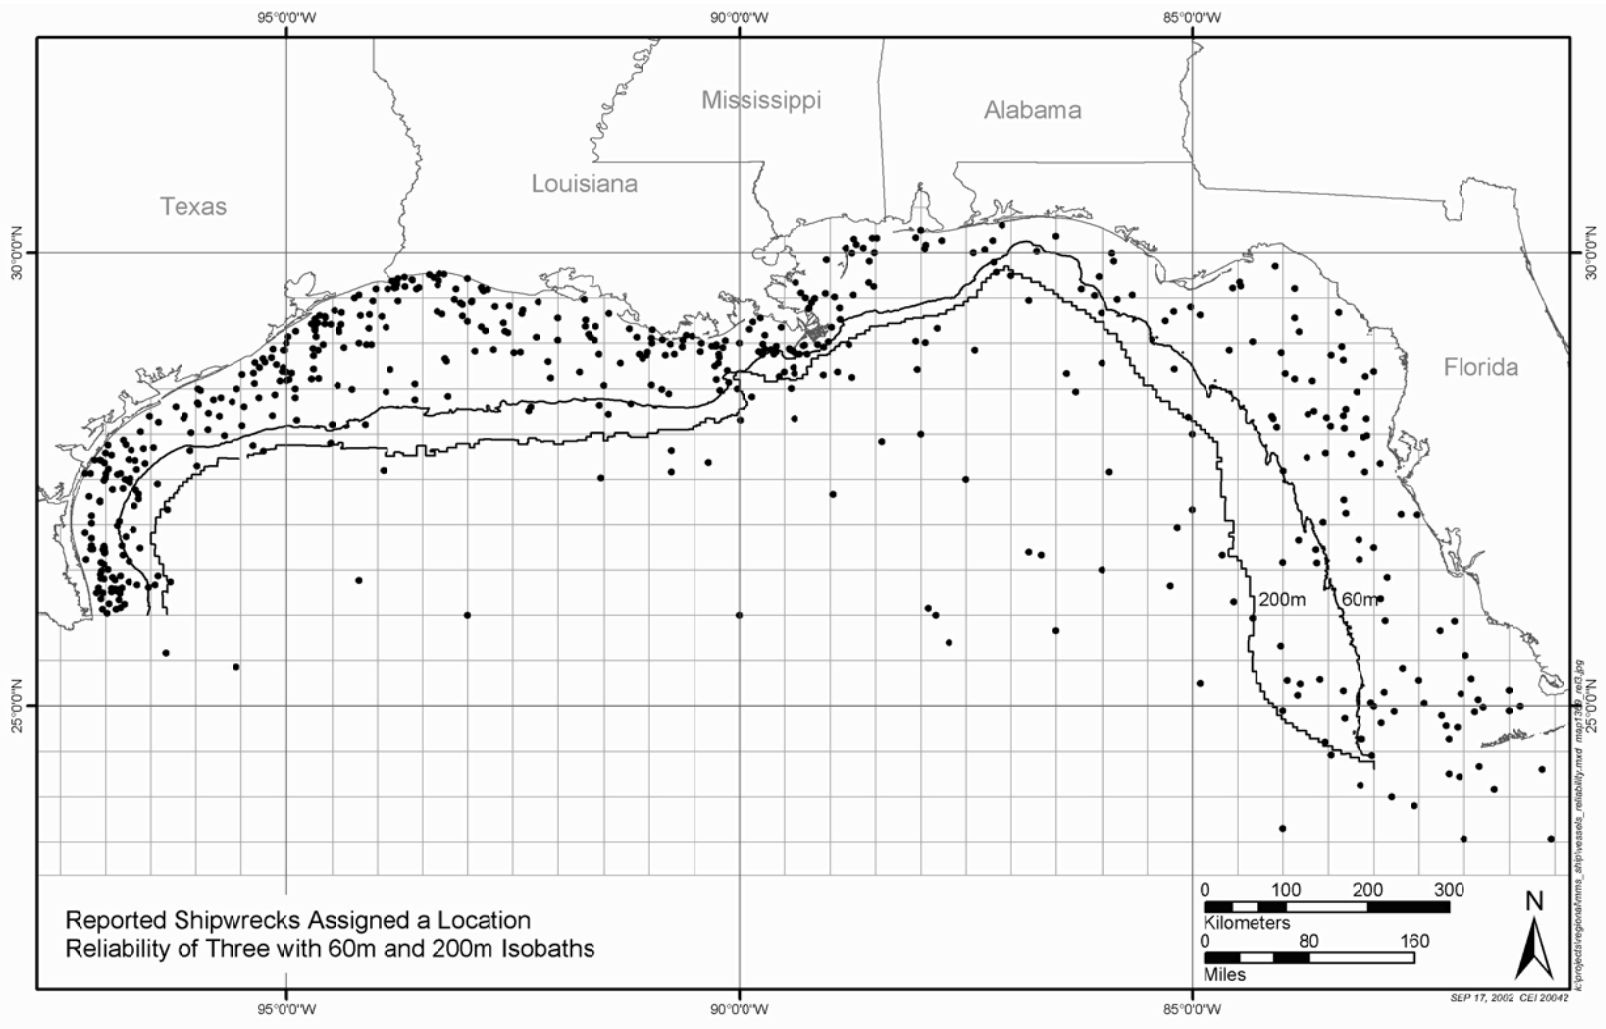 95°0'0"W
90°0'0"W
85°0'0"W
Mississippi
Alabama
Louisiana
Texas
30°0'0"N
30°0'0"N
Florida
200m
60m
25°0'0"N
25°0'0"N
0 100 200 300
Kilometers
0 80 160
Miles
N
Reported Shipwrecks Assigned a Location
Reliability of Three with 60m and 200m Isobaths
SEP 17, 2002 CEI 20042
95°0'0"W
90°0'0"W
85°0'0"W